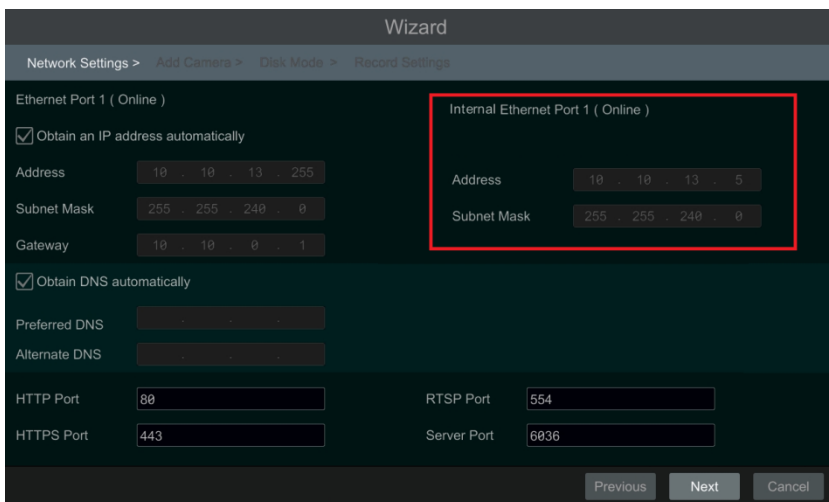 Wizard
Network Settings > Add Camera > Disk Mode > Record Settings
Ethernet Port 1 ( Online )
Obtain an IP address automatically
Address 10 . 10 . 13 . 255
Subnet Mask 255 . 255 . 240 . 0
Gateway 10 . 10 . 0 . 1
Internal Ethernet Port 1 ( Online )
Address 10 . 10 . 13 . 5
Subnet Mask 255 . 255 . 240 . 0
Obtain DNS automatically
Preferred DNS . . .
Alternate DNS . . .
HTTP Port 80 RTSP Port 554
HTTPS Port 443 Server Port 6036
Previous Next Cancel